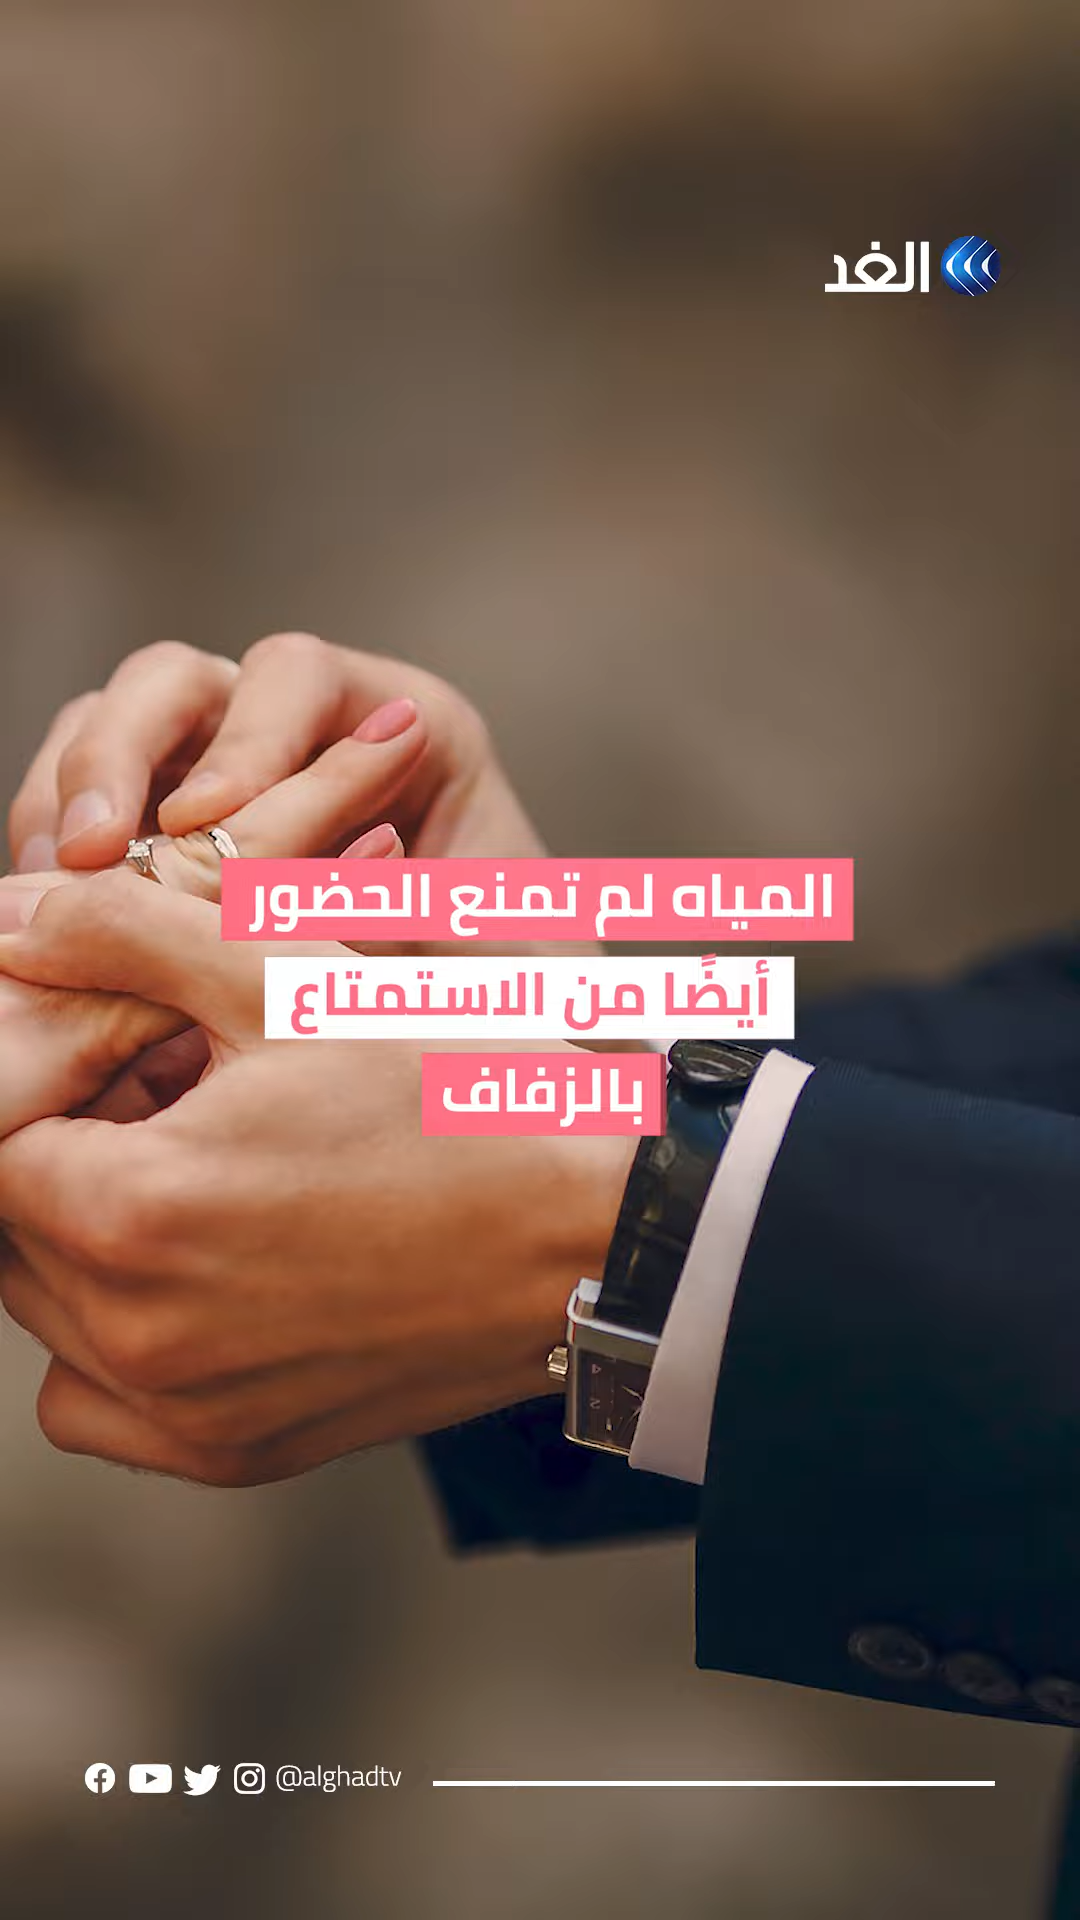 الغد
المياه لم تمنع الحضور
أيضًا من الاستمتاع
بالزفاف
@alghadtv